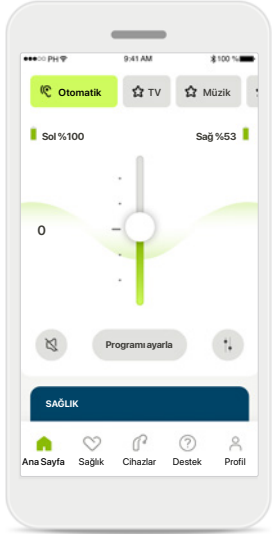 PH 9:41 AM 100 %
Otomatik TV Müzik
Sol %100 Sağ %53
0
Programı ayarla
SAĞLIK
Ana Sayfa Sağlık Cihazlar Destek Profil